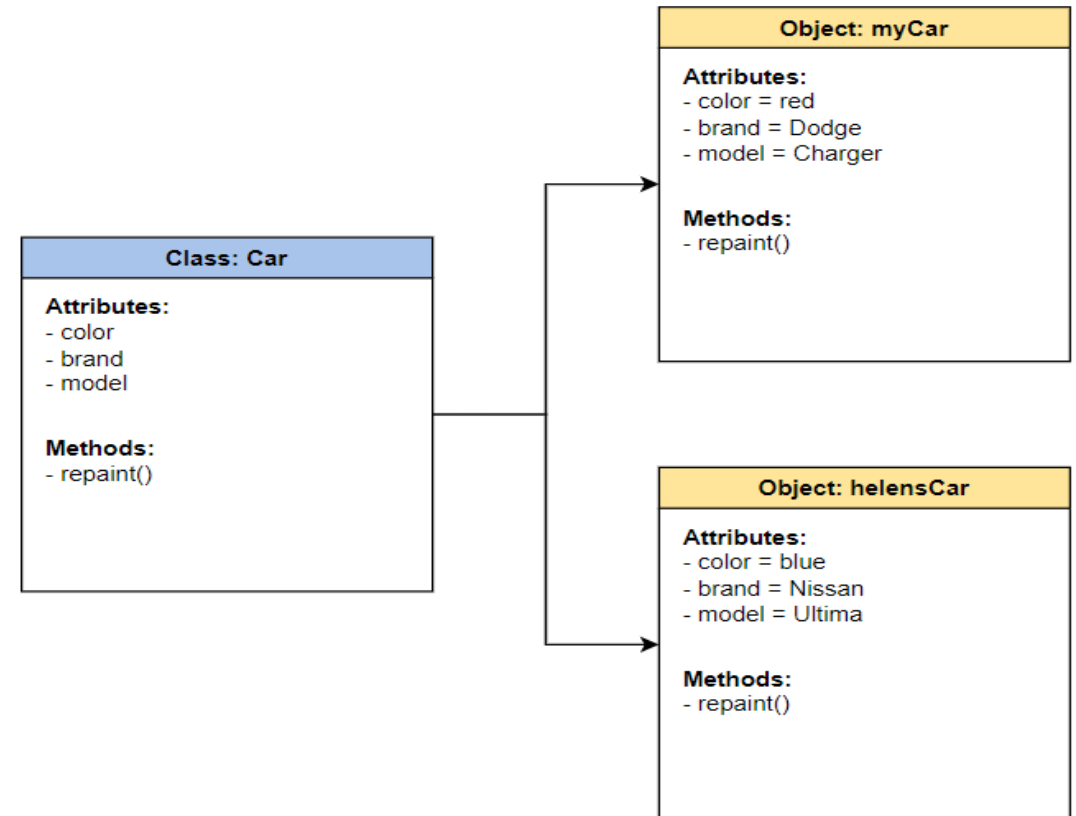 Object: myCar
Attributes:
- color = red
- brand = Dodge
- model = Charger
Methods:
- repaint()
Class: Car
Attributes:
- color
- brand
- model
Methods:
- repaint()
Object: helensCar
Attributes:
- color = blue
- brand = Nissan
- model = Ultima
Methods:
- repaint()